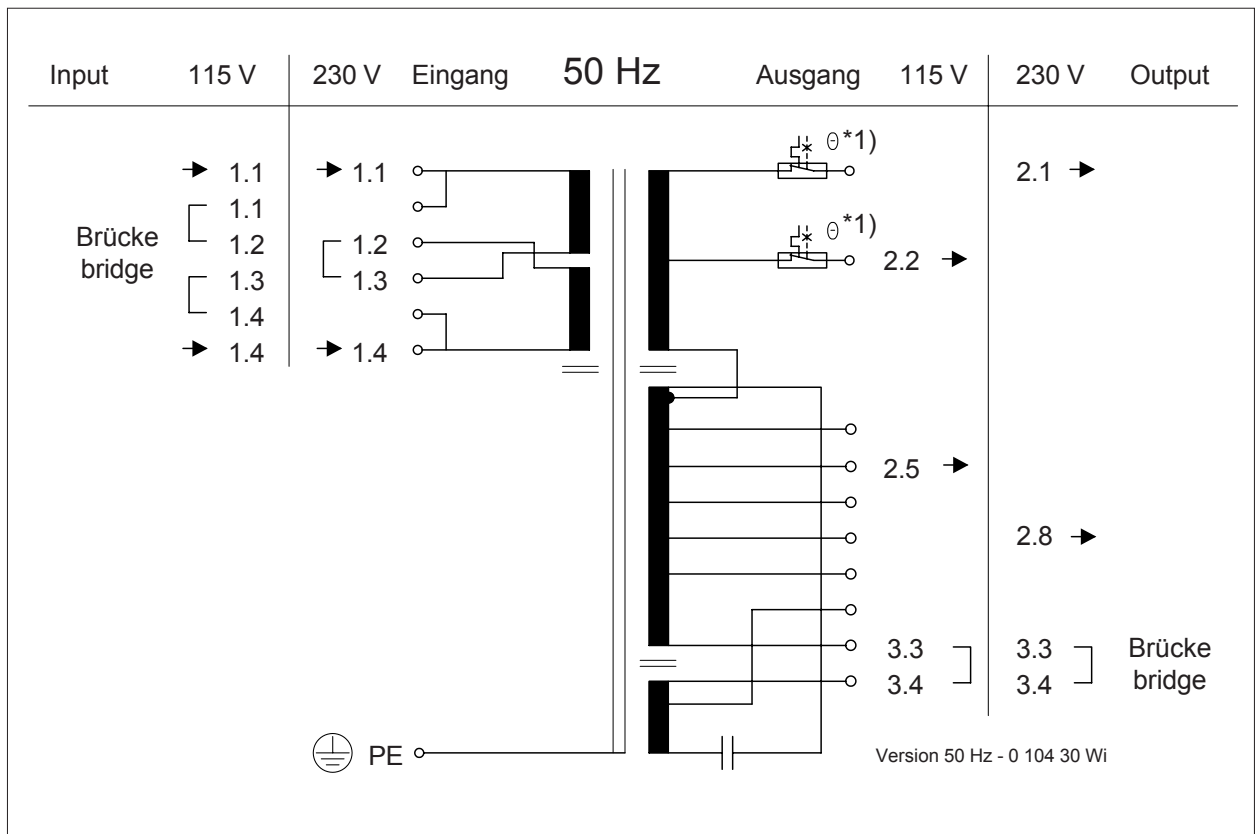 Input 115 V 230 V Eingang 50 Hz Ausgang 115 V 230 V Output
θ*1)
1.1 1.1 2.1
1.1
Brücke 1.2 1.2 θ*1)
bridge 1.3 1.3 2.2
1.4
1.4 1.4
2.5
2.8
3.3 3.3 Brücke
3.4 3.4 bridge
PE Version 50 Hz - 0 104 30 Wi